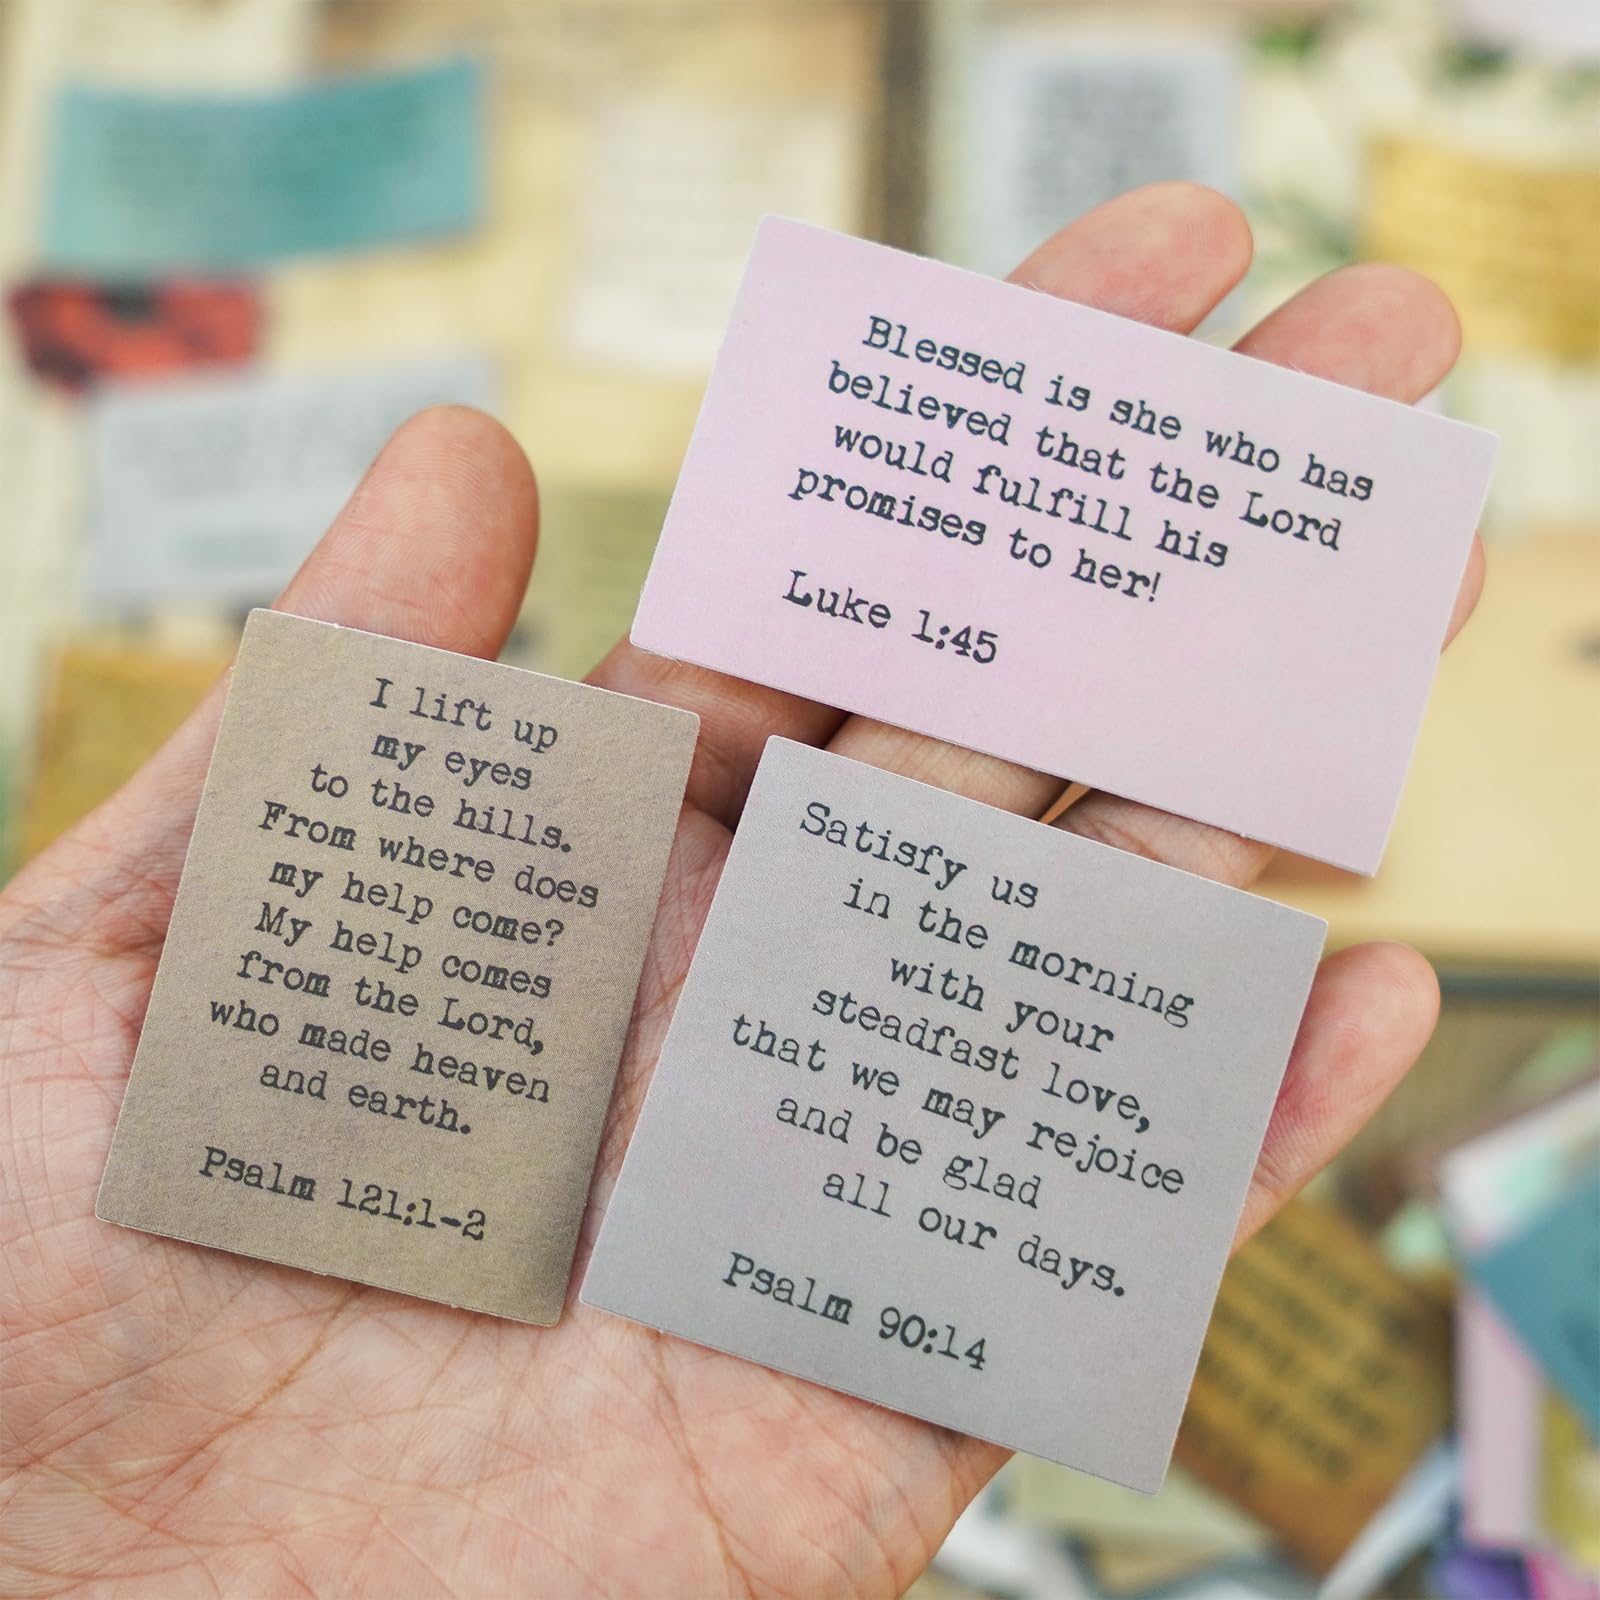 Blessed is she who has
believed that the Lord
would fulfill his
promises to her!
Luke 1:45
I lift up
my eyes
to the hills.
From where does
my help come?
My help comes
from the Lord,
who made heaven
and earth.
Psalm 121:1-2
Satisfy us
in the morning
with your
steadfast love,
that we may rejoice
and be glad
all our days.
Psalm 90:14